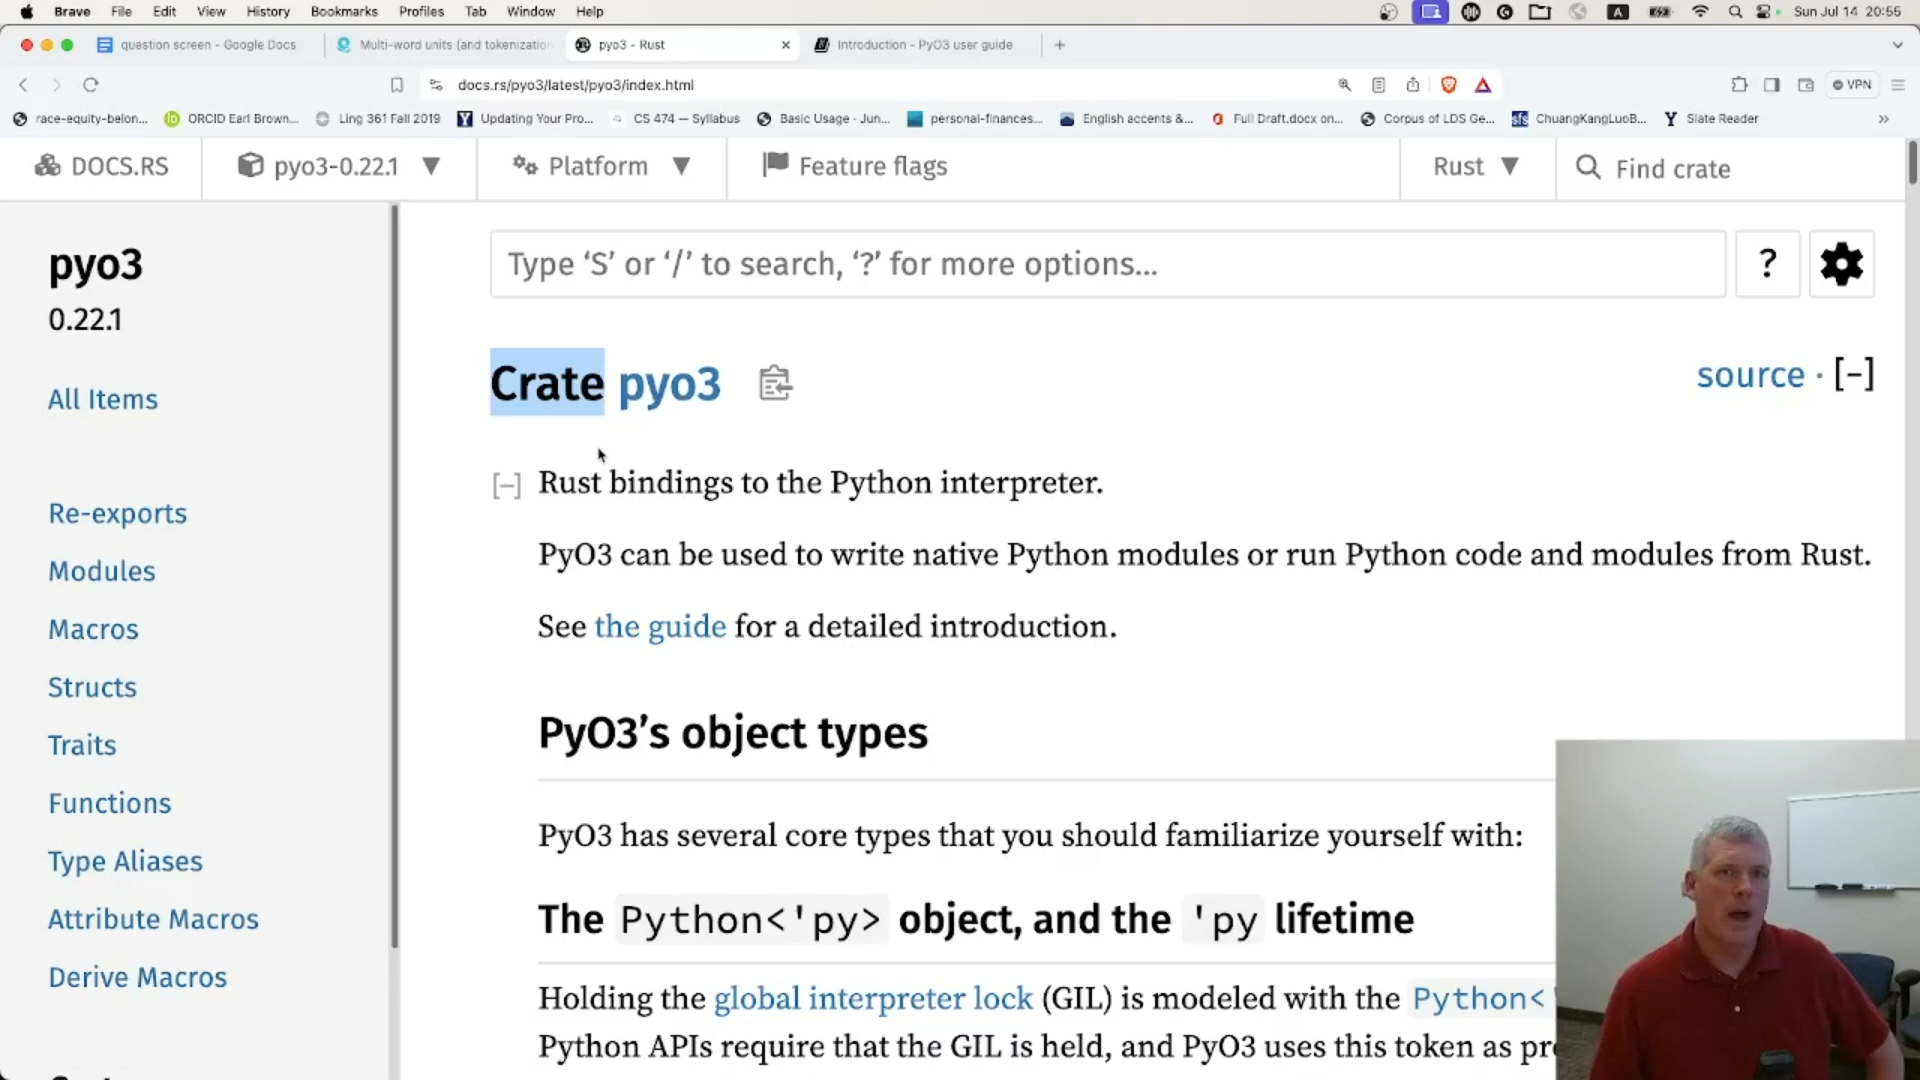 Brave File Edit View History Bookmarks Profiles Tab Window Help
A
Sun Jul 14 20:55
question screen - Google Docs
Multi-word units (and tokenization
pyo3 - Rust
Introduction - PyO3 user guide
docs.rs/pyo3/latest/pyo3/index.html
VPN
race-equity-belon...
ORCID Earl Brown...
Ling 361 Fall 2019
Updating Your Pro...
CS 474 — Syllabus
Basic Usage · Jun...
personal-finances...
English accents &...
Full Draft.docx on...
Corpus of LDS Ge...
ChuangKangLuoB...
Slate Reader
DOCS.RS
pyo3-0.22.1
Platform
Feature flags
Rust
Find crate
pyo3
0.22.1
All Items
Re-exports
Modules
Macros
Structs
Traits
Functions
Type Aliases
Attribute Macros
Derive Macros
Type ‘S’ or ‘/’ to search, ‘?’ for more options…
?
Crate pyo3
source · [−]
[−] Rust bindings to the Python interpreter.
PyO3 can be used to write native Python modules or run Python code and modules from Rust.
See the guide for a detailed introduction.
PyO3’s object types
PyO3 has several core types that you should familiarize yourself with:
The Python<'py> object, and the 'py lifetime
Holding the global interpreter lock (GIL) is modeled with the Python<'
Python APIs require that the GIL is held, and PyO3 uses this token as